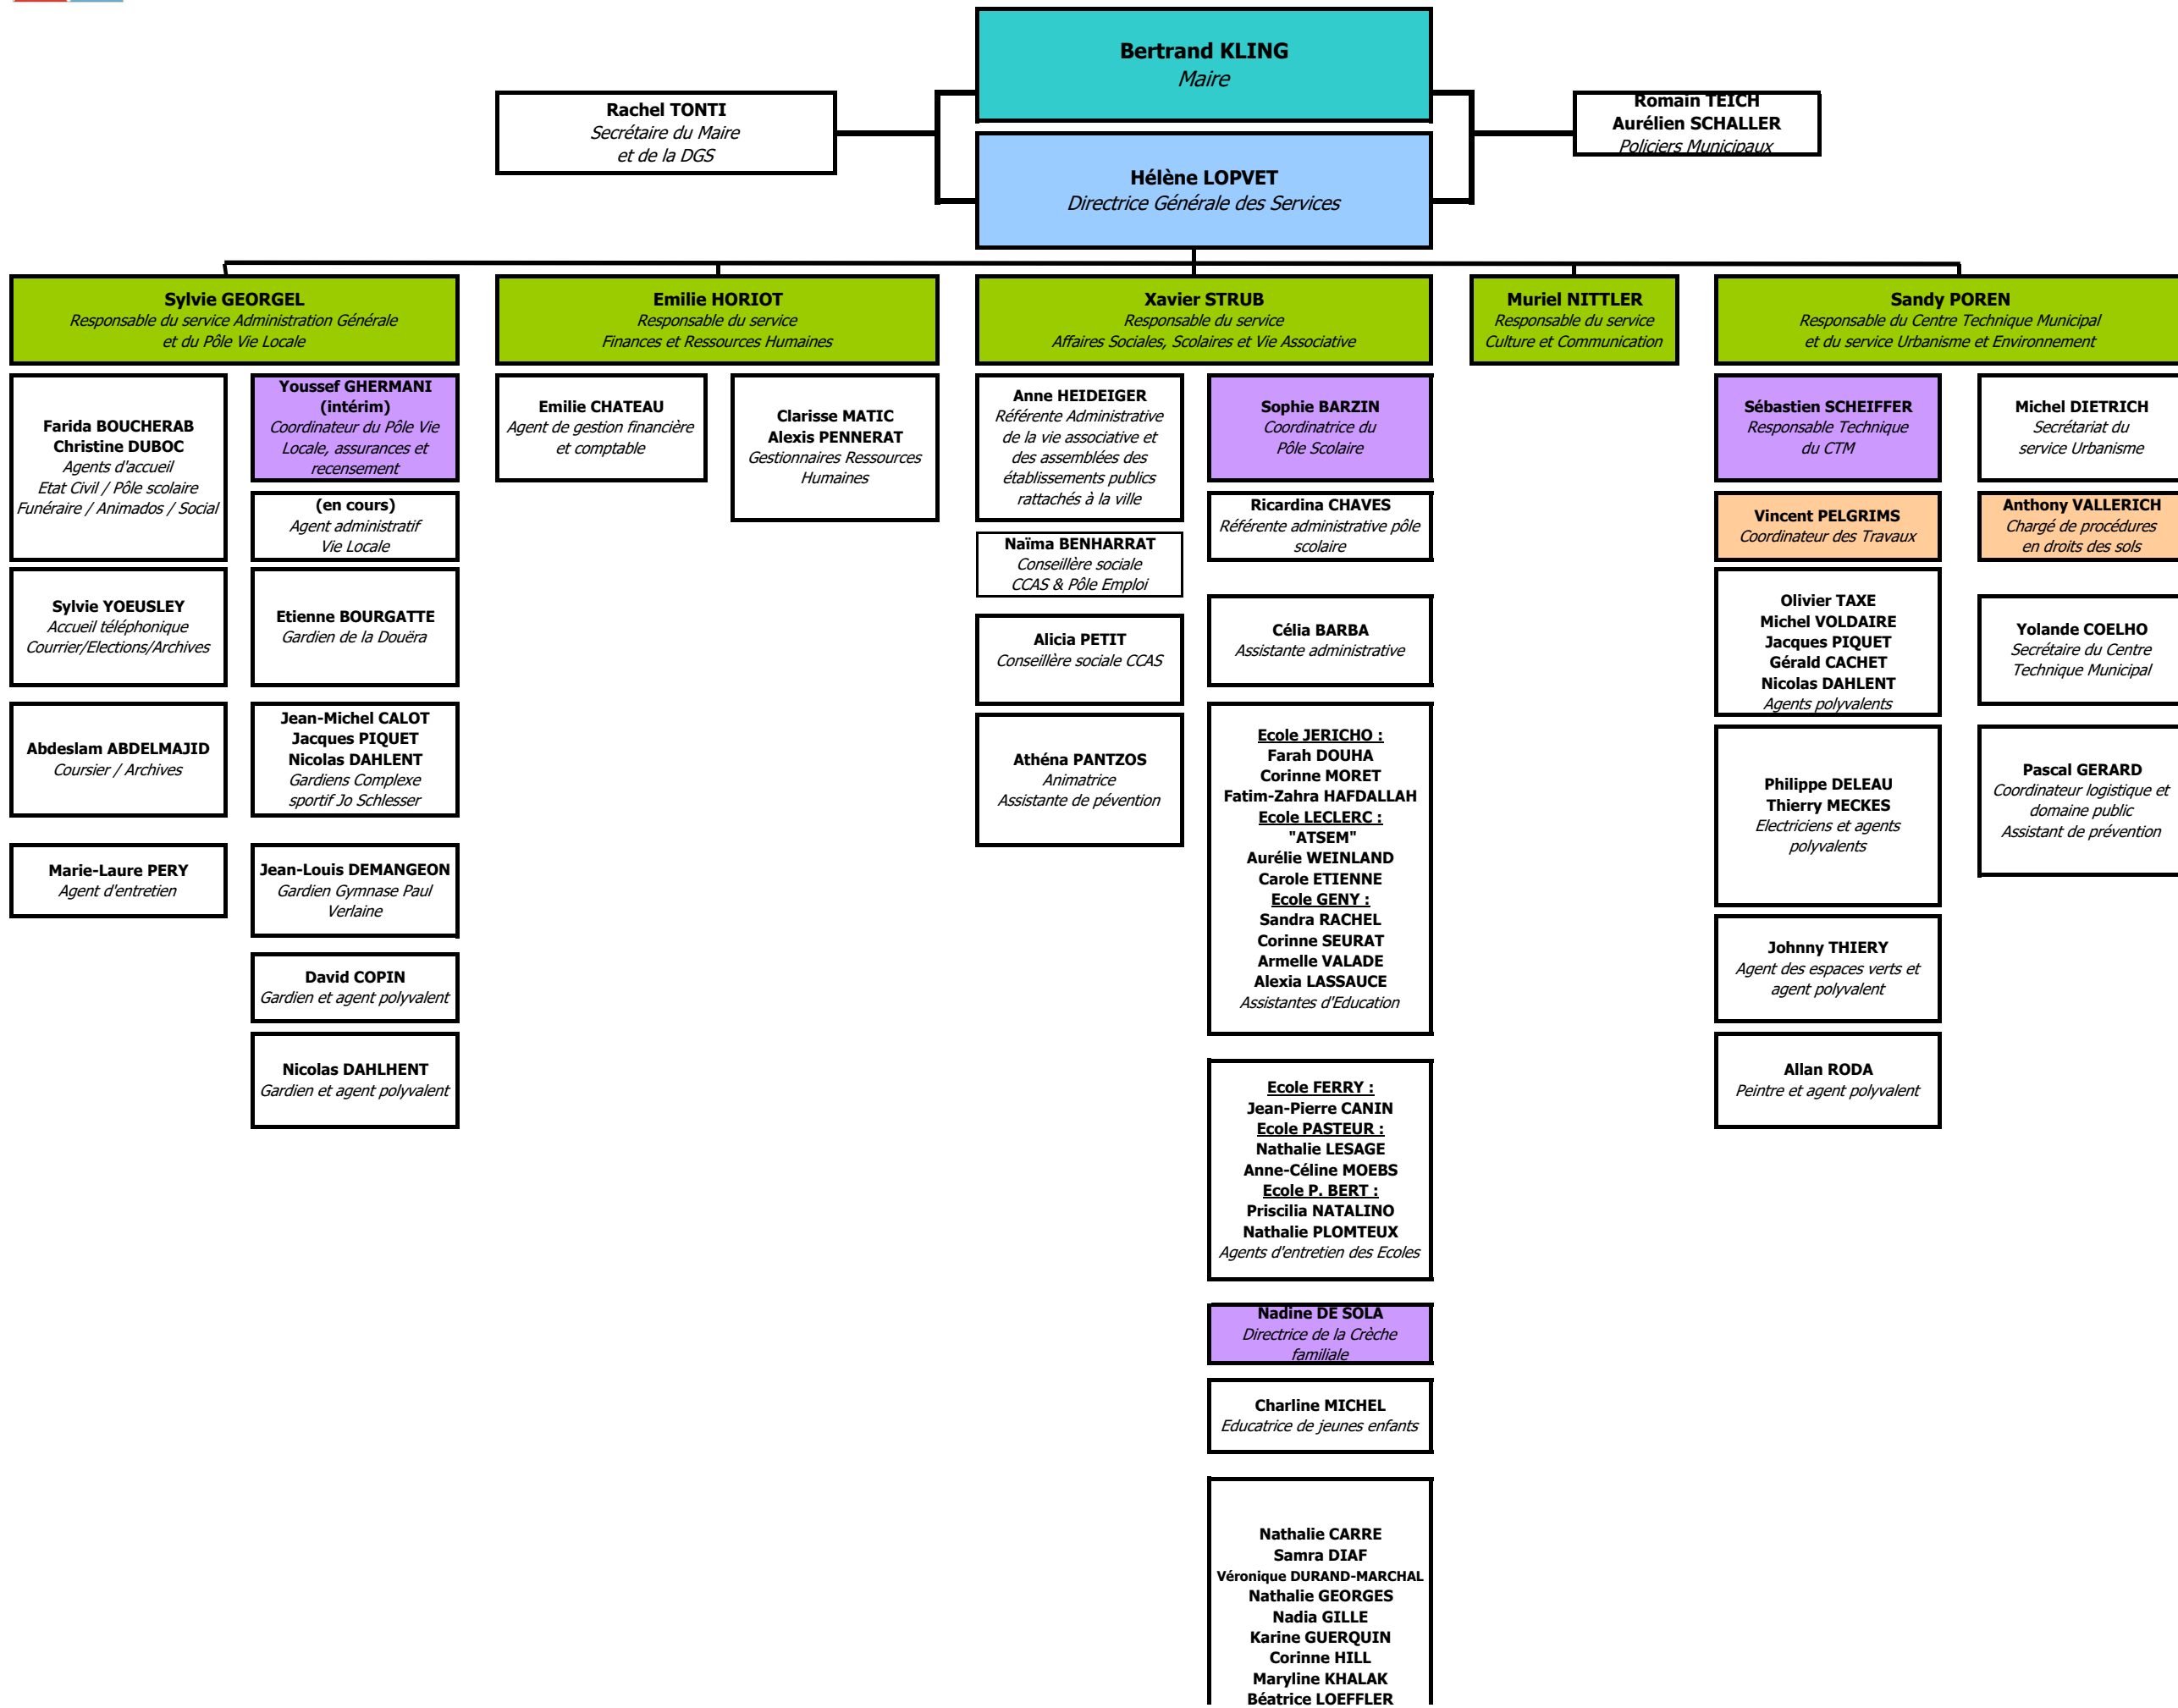 Bertrand KLING
Maire
Rachel TONTI
Secrétaire du Maire
et de la DGS
Romain TEICH
Aurélien SCHALLER
Policiers Municipaux
Hélène LOPVET
Directrice Générale des Services
Sylvie GEORGEL
Responsable du service Administration Générale
et du Pôle Vie Locale
Emilie HORIOT
Responsable du service
Finances et Ressources Humaines
Xavier STRUB
Responsable du service
Affaires Sociales, Scolaires et Vie Associative
Muriel NITTLER
Responsable du service
Culture et Communication
Sandy POREN
Responsable du Centre Technique Municipal
et du service Urbanisme et Environnement
Farida BOUCHERAB
Christine DUBOC
Agents d'accueil
Etat Civil / Pôle scolaire
Funéraire / Animados / Social
Sylvie YOEUSLEY
Accueil téléphonique
Courrier/Elections/Archives
Abdeslam ABDELMAJID
Coursier / Archives
Marie-Laure PERY
Agent d'entretien
Youssef GHERMANI
(intérim)
Coordinateur du Pôle Vie
Locale, assurances et
recensement
(en cours)
Agent administratif
Vie Locale
Etienne BOURGATTE
Gardien de la Douëra
Jean-Michel CALOT
Jacques PIQUET
Nicolas DAHLENT
Gardiens Complexe
sportif Jo Schlesser
Jean-Louis DEMANGEON
Gardien Gymnase Paul
Verlaine
David COPIN
Gardien et agent polyvalent
Nicolas DAHLHENT
Gardien et agent polyvalent
Emilie CHATEAU
Agent de gestion financière
et comptable
Clarisse MATIC
Alexis PENNERAT
Gestionnaires Ressources
Humaines
Anne HEIDEIGER
Référente Administrative
de la vie associative et
des assemblées des
établissements publics
rattachés à la ville
Naïma BENHARRAT
Conseillère sociale
CCAS & Pôle Emploi
Alicia PETIT
Conseillère sociale CCAS
Athéna PANTZOS
Animatrice
Assistante de pévention
Sophie BARZIN
Coordinatrice du
Pôle Scolaire
Ricardina CHAVES
Référente administrative pôle
scolaire
Célia BARBA
Assistante administrative
Ecole JERICHO :
Farah DOUHA
Corinne MORET
Fatim-Zahra HAFDALLAH
Ecole LECLERC :
"ATSEM"
Aurélie WEINLAND
Carole ETIENNE
Ecole GENY :
Sandra RACHEL
Corinne SEURAT
Armelle VALADE
Alexia LASSAUCE
Assistantes d'Education
Ecole FERRY :
Jean-Pierre CANIN
Ecole PASTEUR :
Nathalie LESAGE
Anne-Céline MOEBS
Ecole P. BERT :
Priscilia NATALINO
Nathalie PLOMTEUX
Agents d'entretien des Ecoles
Nadine DE SOLA
Directrice de la Crèche
familiale
Charline MICHEL
Educatrice de jeunes enfants
Nathalie CARRE
Samra DIAF
Véronique DURAND-MARCHAL
Nathalie GEORGES
Nadia GILLE
Karine GUERQUIN
Corinne HILL
Maryline KHALAK
Béatrice LOEFFLER
Sébastien SCHEIFFER
Responsable Technique
du CTM
Vincent PELGRIMS
Coordinateur des Travaux
Olivier TAXE
Michel VOLDAIRE
Jacques PIQUET
Gérald CACHET
Nicolas DAHLENT
Agents polyvalents
Philippe DELEAU
Thierry MECKES
Electriciens et agents
polyvalents
Johnny THIERY
Agent des espaces verts et
agent polyvalent
Allan RODA
Peintre et agent polyvalent
Michel DIETRICH
Secrétariat du
service Urbanisme
Anthony VALLERICH
Chargé de procédures
en droits des sols
Yolande COELHO
Secrétaire du Centre
Technique Municipal
Pascal GERARD
Coordinateur logistique et
domaine public
Assistant de prévention